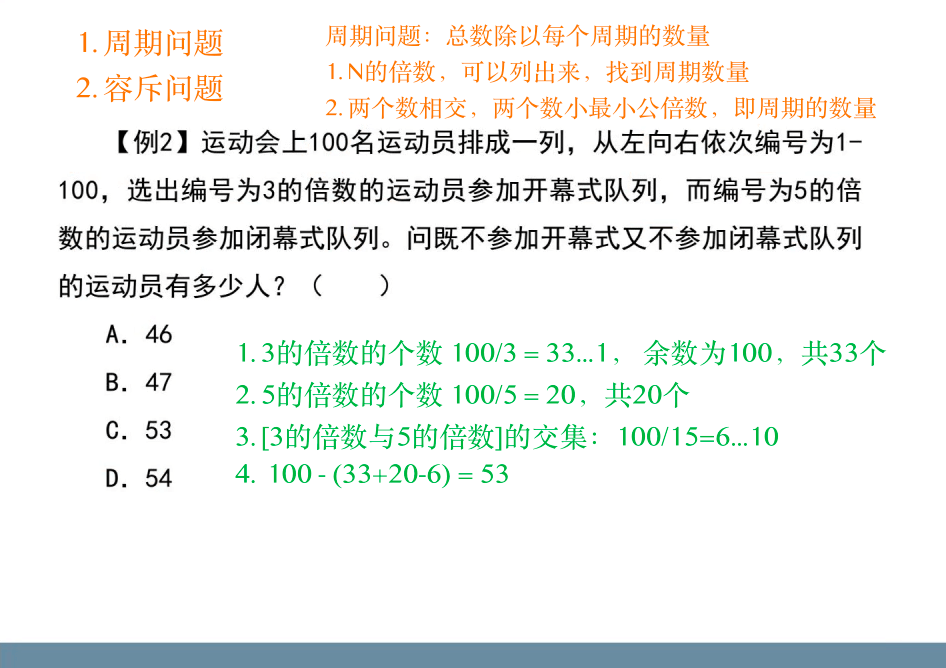 1. 周期问题
2. 容斥问题
周期问题：总数除以每个周期的数量
1. N的倍数，可以列出来，找到周期数量
2. 两个数相交，两个数小最小公倍数，即周期的数量
【例2】运动会上100名运动员排成一列，从左向右依次编号为1-
100，选出编号为3的倍数的运动员参加开幕式队列，而编号为5的倍
数的运动员参加闭幕式队列。问既不参加开幕式又不参加闭幕式队列
的运动员有多少人？（　　）
A. 46
B. 47
C. 53
D. 54
1. 3的倍数的个数 100/3 = 33...1， 余数为100，共33个
2. 5的倍数的个数 100/5 = 20，共20个
3. [3的倍数与5的倍数]的交集：100/15=6...10
4. 100 - (33+20-6) = 53